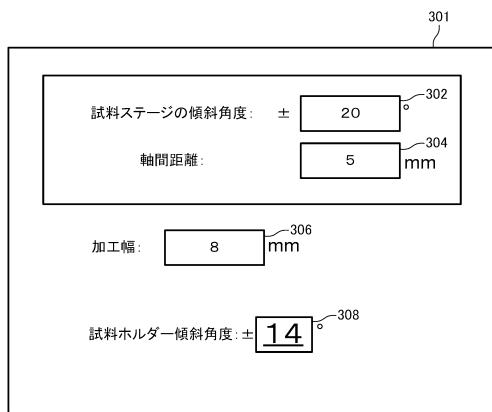 301
試料ステージの傾斜角度: ± 20 ° 302
軸間距離: 5 mm 304
加工幅: 8 mm 306
試料ホルダー傾斜角度:± 14 ° 308